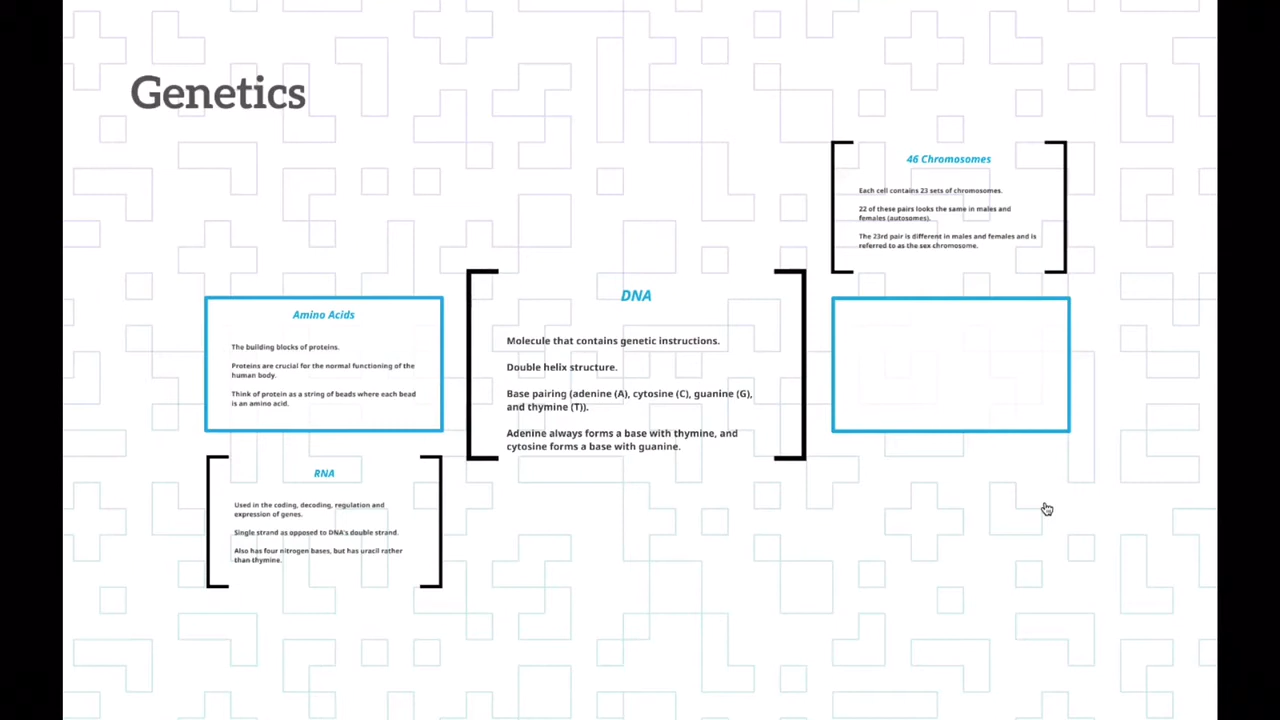 Genetics
46 Chromosomes
Each cell contains 23 sets of chromosomes.
22 of these pairs looks the same in males and
females (autosomes).
The 23rd pair is different in males and females and is
referred to as the sex chromosome.
DNA
Molecule that contains genetic instructions.
Double helix structure.
Base pairing (adenine (A), cytosine (C), guanine (G),
and thymine (T)).
Adenine always forms a base with thymine, and
cytosine forms a base with guanine.
Amino Acids
The building blocks of proteins.
Proteins are crucial for the normal functioning of the
human body.
Think of protein as a string of beads where each bead
is an amino acid.
RNA
Used in the coding, decoding, regulation and
expression of genes.
Single strand as opposed to DNA's double strand.
Also has four nitrogen bases, but has uracil rather
than thymine.